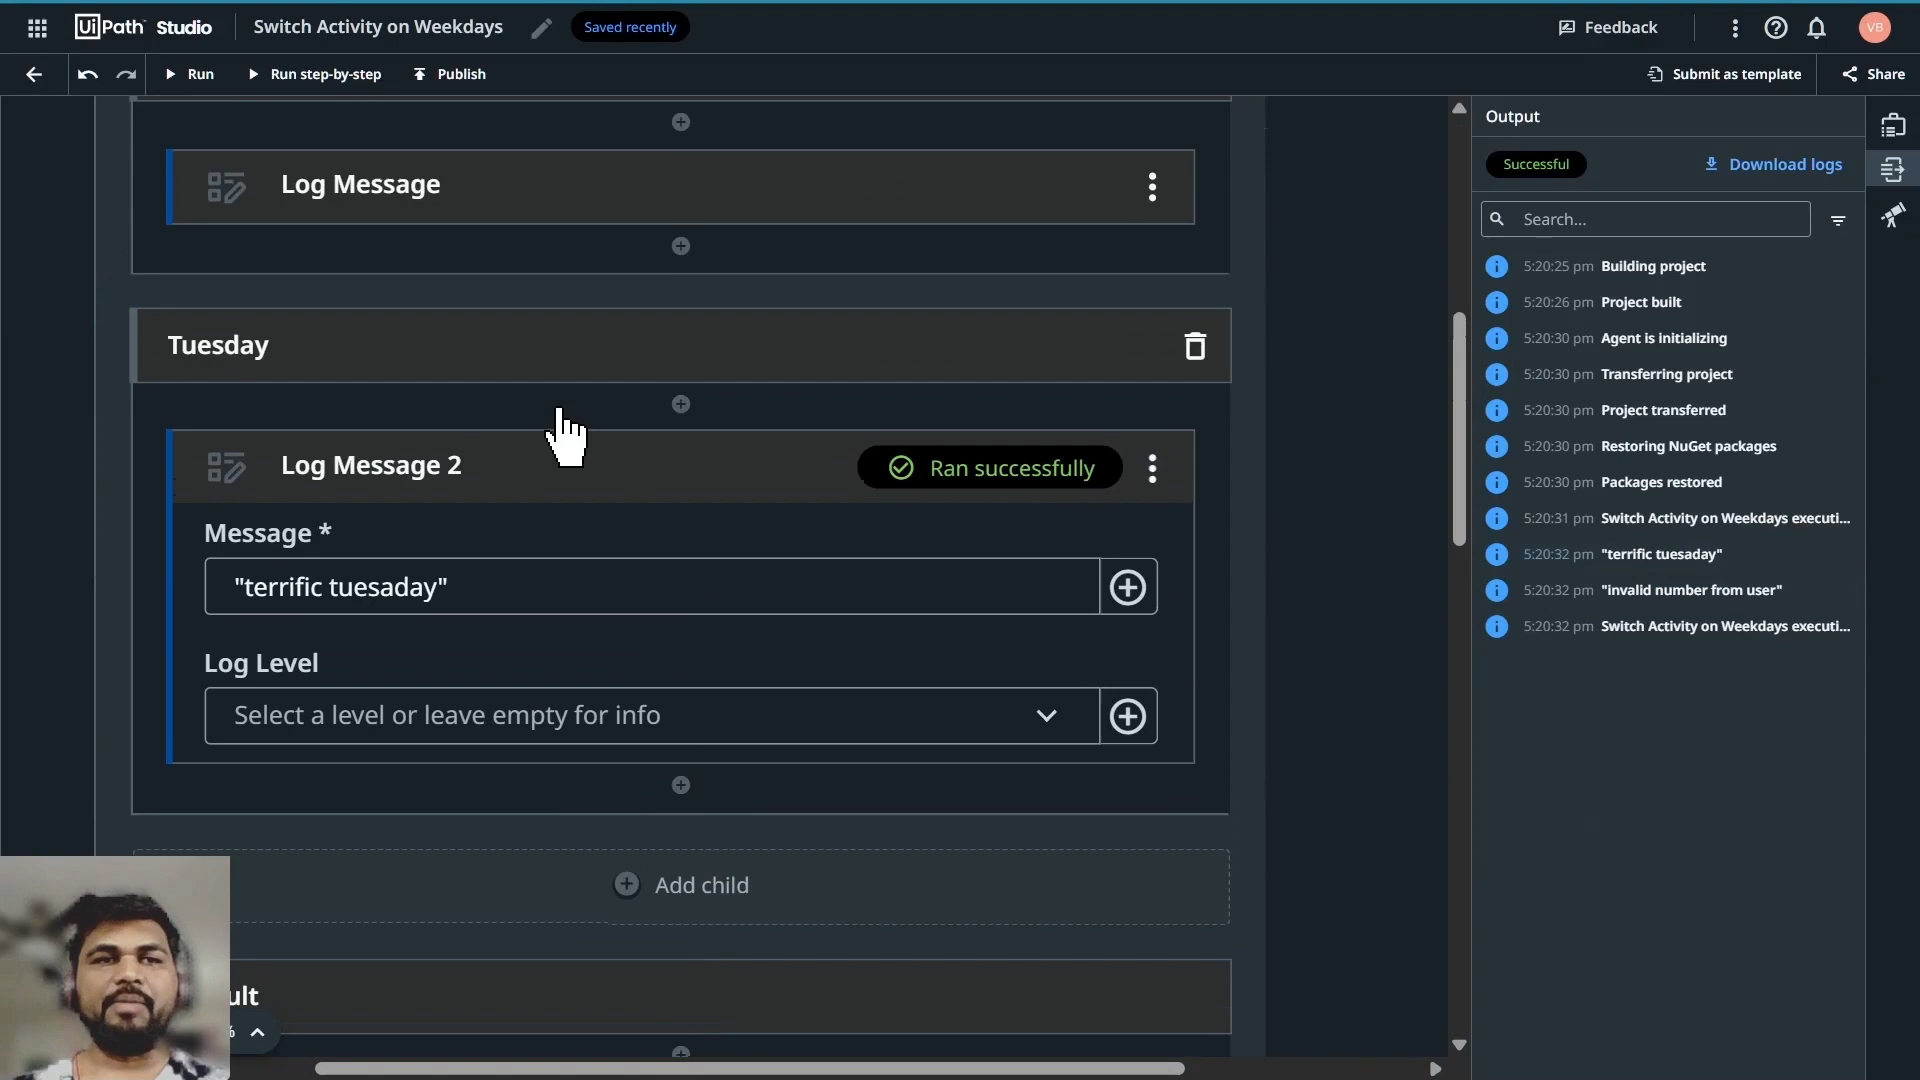 UiPath Studio
Switch Activity on Weekdays
Saved recently
Feedback
VB
Run
Run step-by-step
Publish
Submit as template
Share
Log Message
Tuesday
Log Message 2
Ran successfully
Message *
"terrific tuesaday"
Log Level
Select a level or leave empty for info
Add child
ult
%
Output
Successful
Download logs
Search...
5:20:25 pm Building project
5:20:26 pm Project built
5:20:30 pm Agent is initializing
5:20:30 pm Transferring project
5:20:30 pm Project transferred
5:20:30 pm Restoring NuGet packages
5:20:30 pm Packages restored
5:20:31 pm Switch Activity on Weekdays executi...
5:20:32 pm "terrific tuesaday"
5:20:32 pm "invalid number from user"
5:20:32 pm Switch Activity on Weekdays executi...